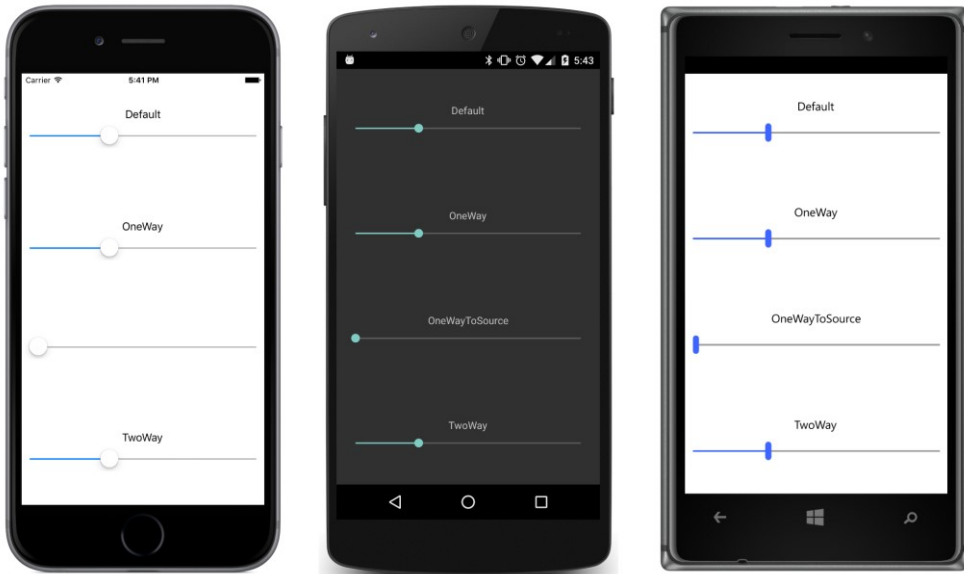 Carrier
5:41 PM
Default
OneWay
TwoWay
5:43
Default
OneWay
OneWayToSource
TwoWay
Default
OneWay
OneWayToSource
TwoWay